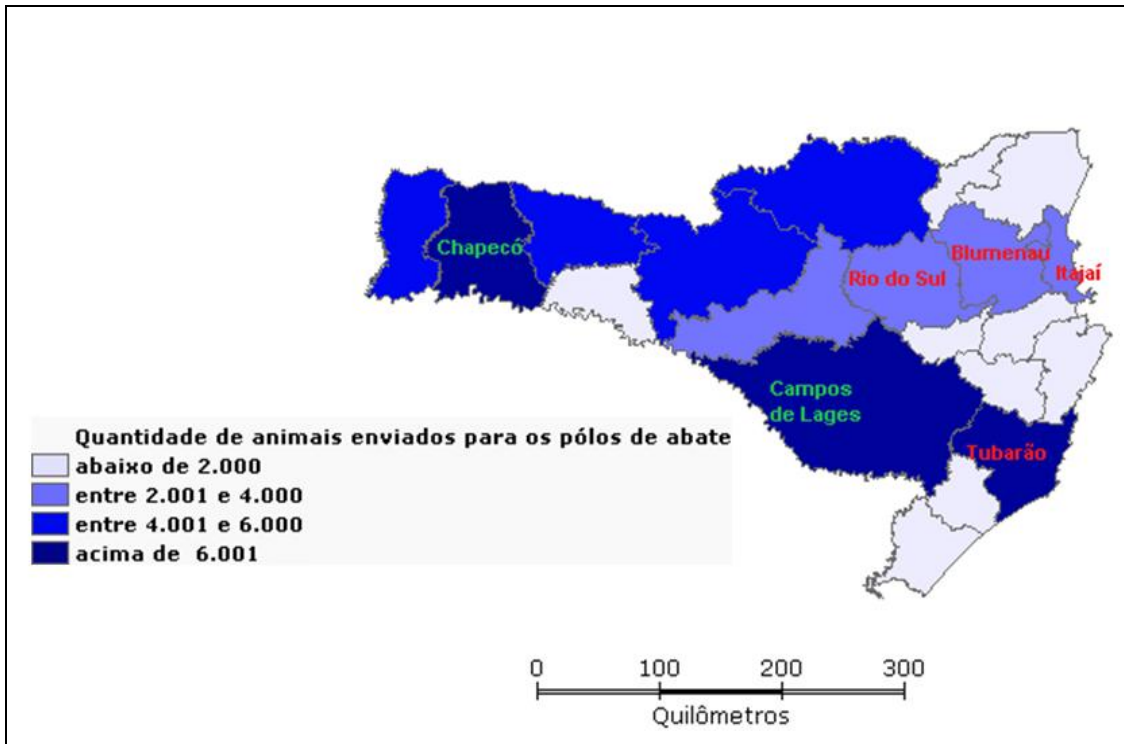 Chapecó
Blumenau
Itajaí
Rio do Sul
Campos
de Lages
Tubarão
Quantidade de animais enviados para os pólos de abate
abaixo de 2.000
entre 2.001 e 4.000
entre 4.001 e 6.000
acima de 6.001
0 100 200 300
Quilômetros